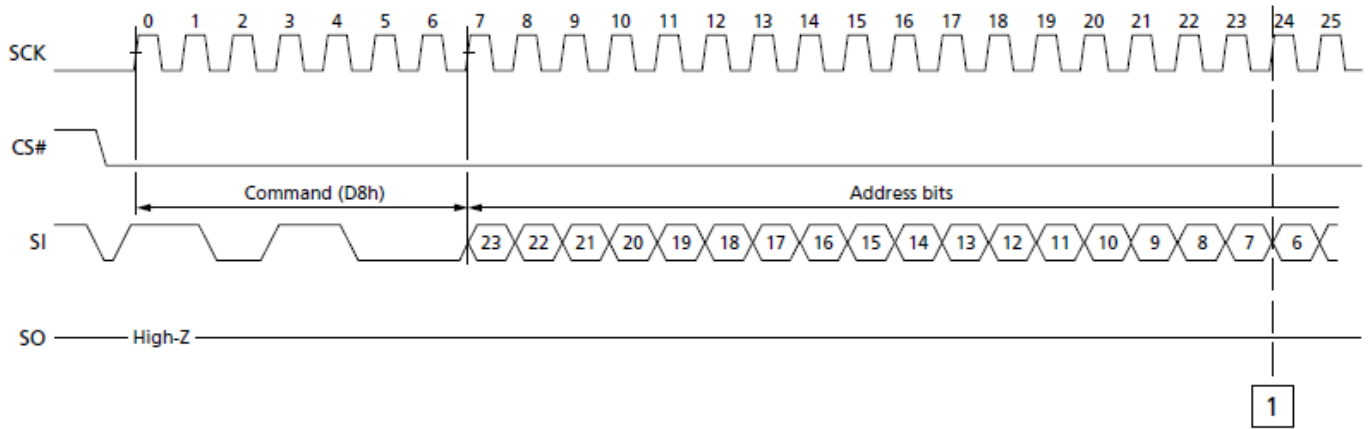 0 1 2 3 4 5 6 7 8 9 10 11 12 13 14 15 16 17 18 19 20 21 22 23 24 25
SCK
CS#
Command (D8h) Address bits
SI 23 22 21 20 19 18 17 16 15 14 13 12 11 10 9 8 7 6
SO High-Z
1